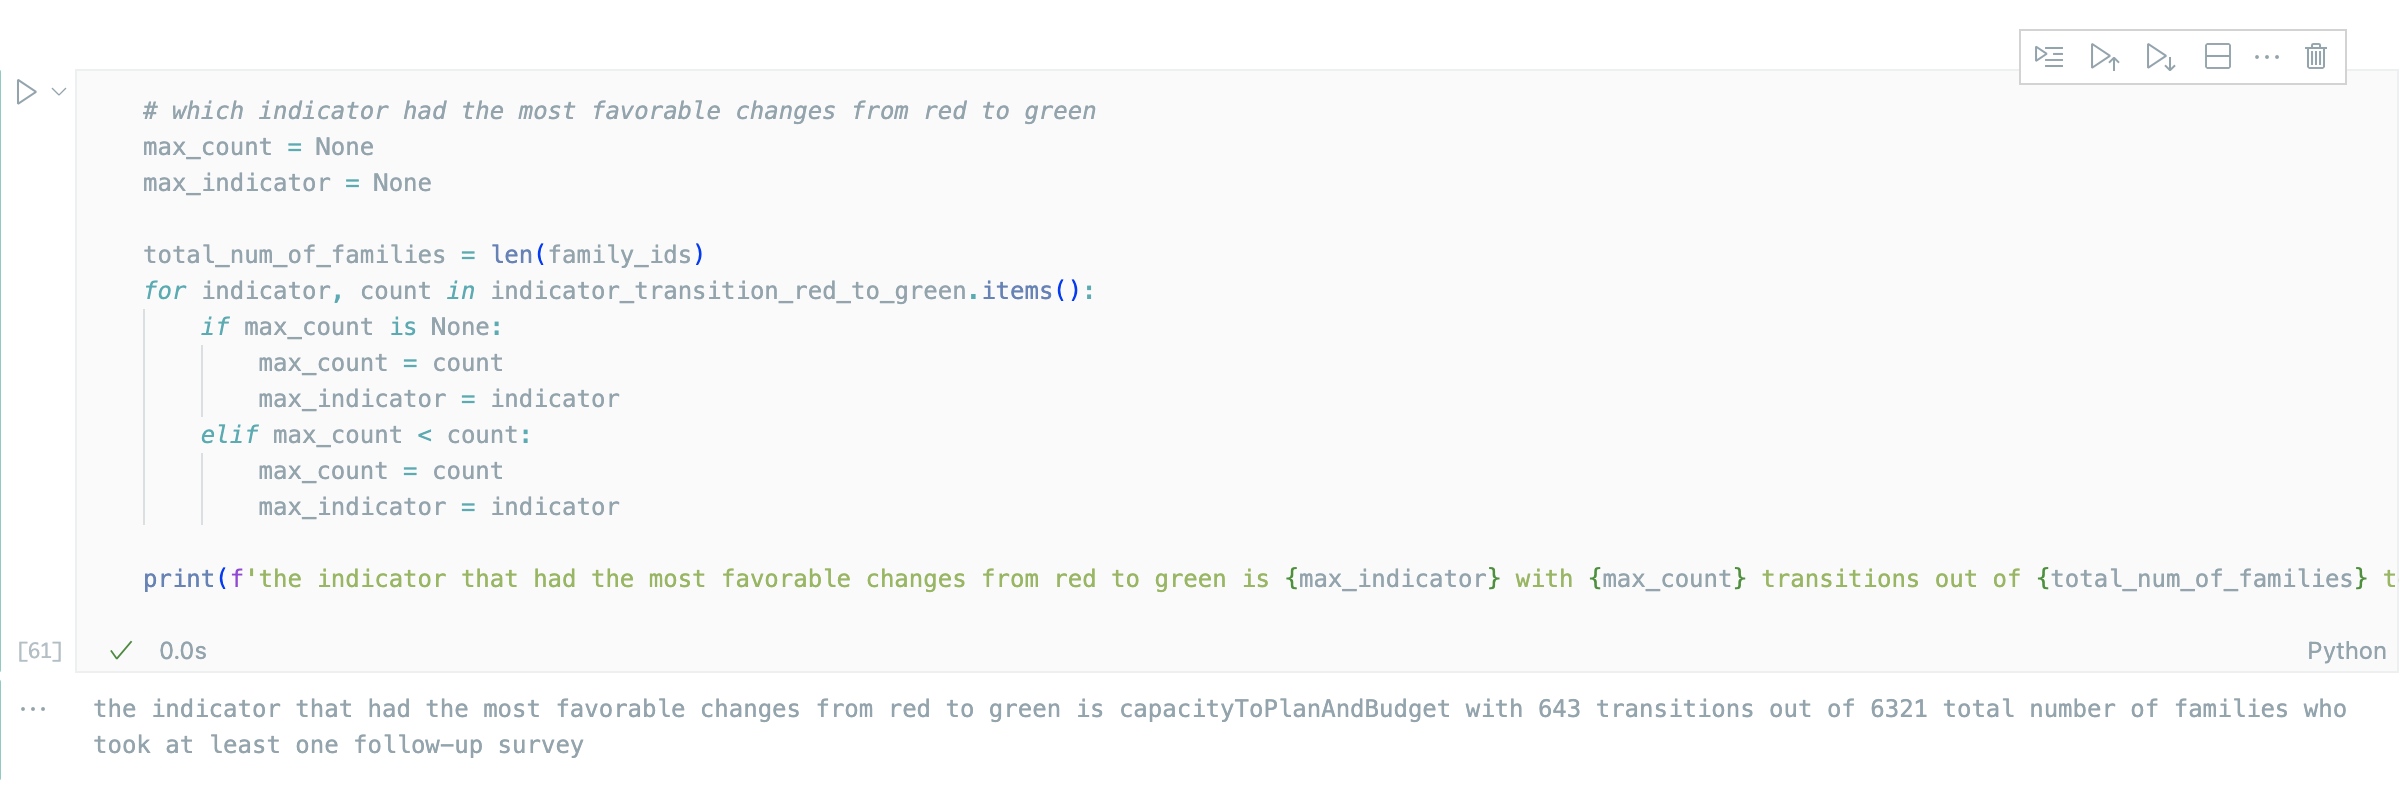 # which indicator had the most favorable changes from red to green
max_count = None
max_indicator = None
total_num_of_families = len(family_ids)
for indicator, count in indicator_transition_red_to_green.items():
    if max_count is None:
        max_count = count
        max_indicator = indicator
    elif max_count < count:
        max_count = count
        max_indicator = indicator
print(f'the indicator that had the most favorable changes from red to green is {max_indicator} with {max_count} transitions out of {total_num_of_families} t
[61] 0.0s Python
the indicator that had the most favorable changes from red to green is capacityToPlanAndBudget with 643 transitions out of 6321 total number of families who
took at least one follow-up survey